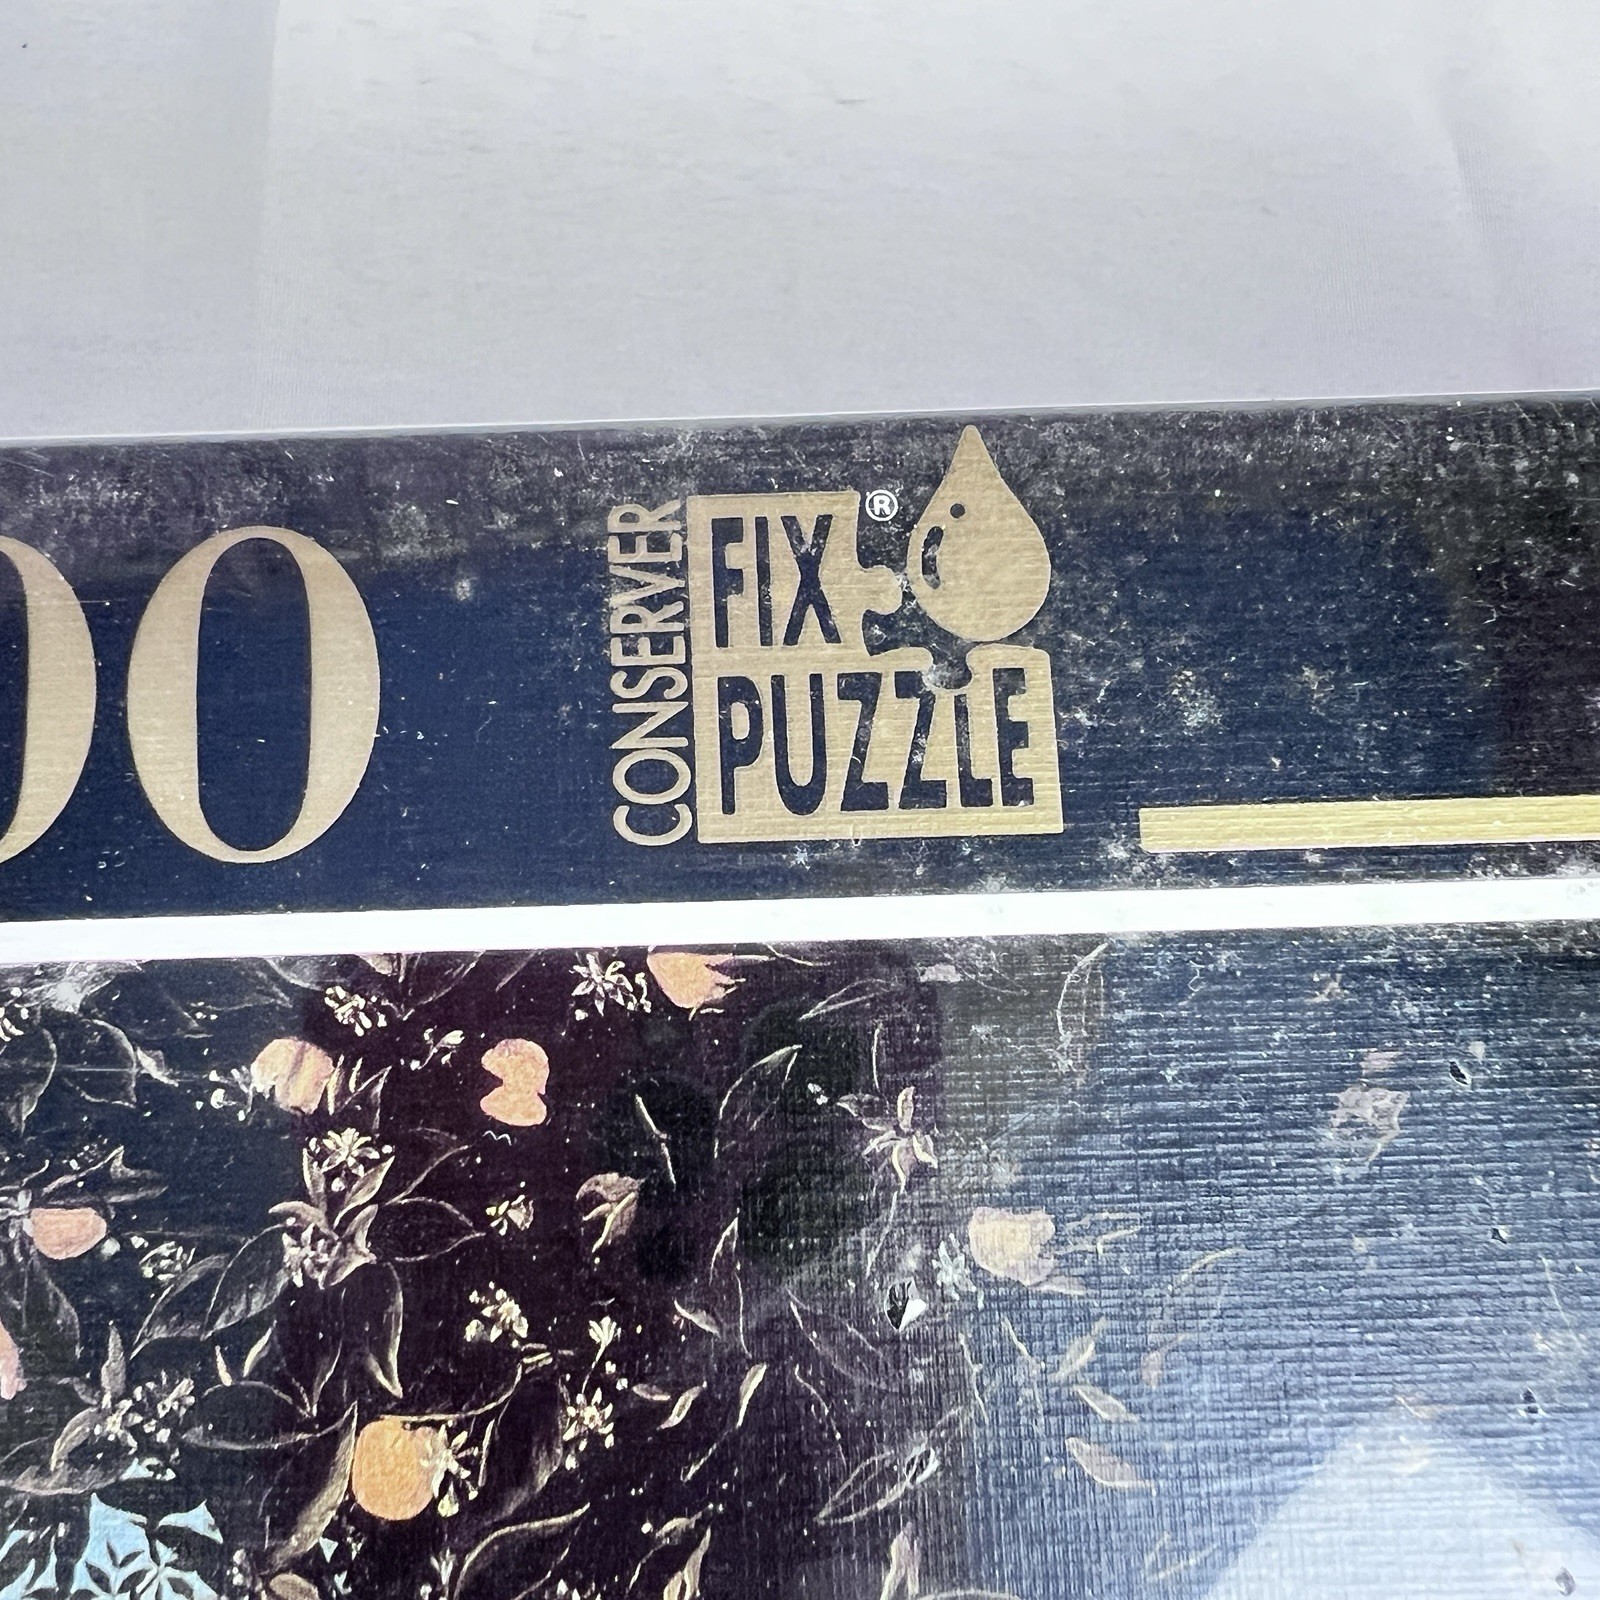 00
CONSERVER
FIX®
PUZZLE